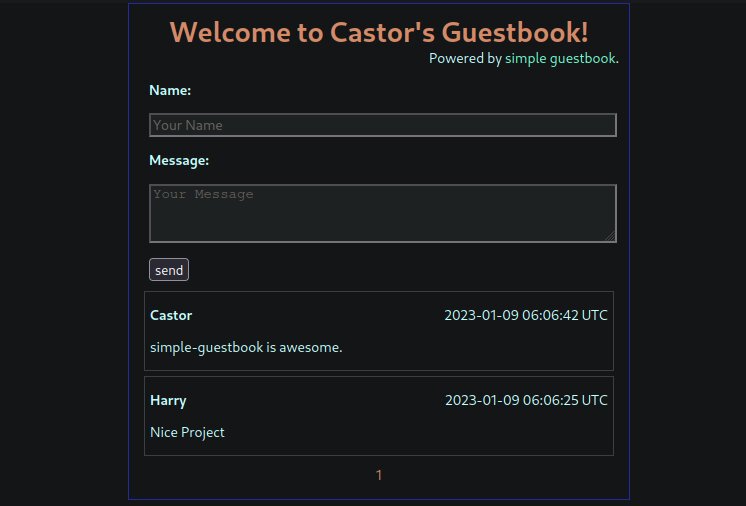 Welcome to Castor's Guestbook!
Powered by simple guestbook.
Name:
Your Name
Message:
Your Message
send
Castor 2023-01-09 06:06:42 UTC
simple-guestbook is awesome.
Harry 2023-01-09 06:06:25 UTC
Nice Project
1